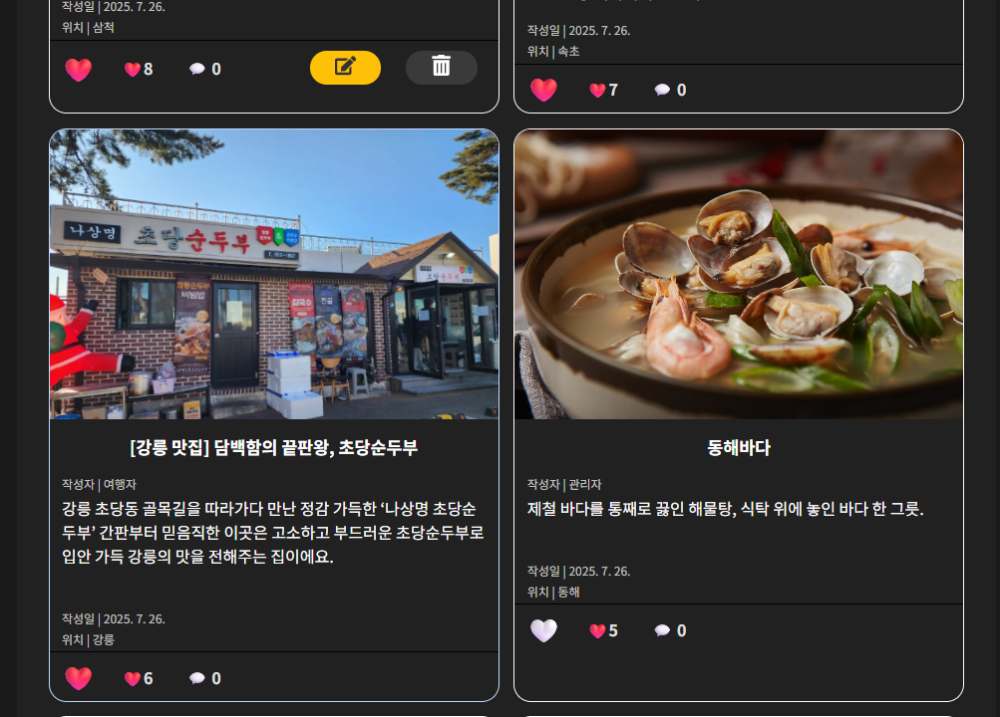 작성일 | 2025. 7. 26.
위치 | 삼척
8
0
작성일 | 2025. 7. 26.
위치 | 속초
7
0
나상명 초당순두부
비빔밥
칼국수
[강릉 맛집] 담백함의 끝판왕, 초당순두부
작성자 | 여행자
강릉 초당동 골목길을 따라가다 만난 정감 가득한 ‘나상명 초당순
두부’ 간판부터 믿음직한 이곳은 고소하고 부드러운 초당순두부로
입안 가득 강릉의 맛을 전해주는 집이에요.
작성일 | 2025. 7. 26.
위치 | 강릉
6
0
동해바다
작성자 | 관리자
제철 바다를 통째로 끓인 해물탕, 식탁 위에 놓인 바다 한 그릇.
작성일 | 2025. 7. 26.
위치 | 동해
5
0